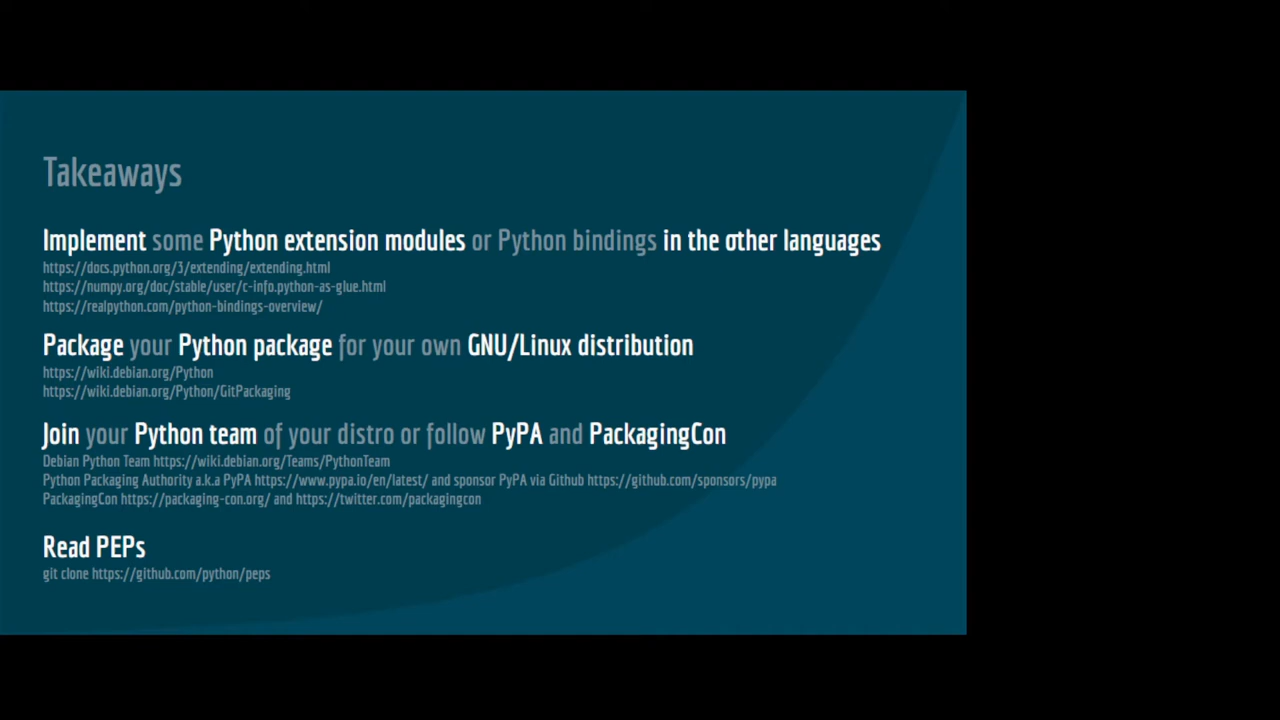 Takeaways
Implement some Python extension modules or Python bindings in the other languages
https://docs.python.org/3/extending/extending.html
https://numpy.org/doc/stable/user/c-info.python-as-glue.html
https://realpython.com/python-bindings-overview/
Package your Python package for your own GNU/Linux distribution
https://wiki.debian.org/Python
https://wiki.debian.org/Python/GitPackaging
Join your Python team of your distro or follow PyPA and PackagingCon
Debian Python Team https://wiki.debian.org/Teams/PythonTeam
Python Packaging Authority a.k.a PyPA https://www.pypa.io/en/latest/ and sponsor PyPA via Github https://github.com/sponsors/pypa
PackagingCon https://packaging-con.org/ and https://twitter.com/packagingcon
Read PEPs
git clone https://github.com/python/peps